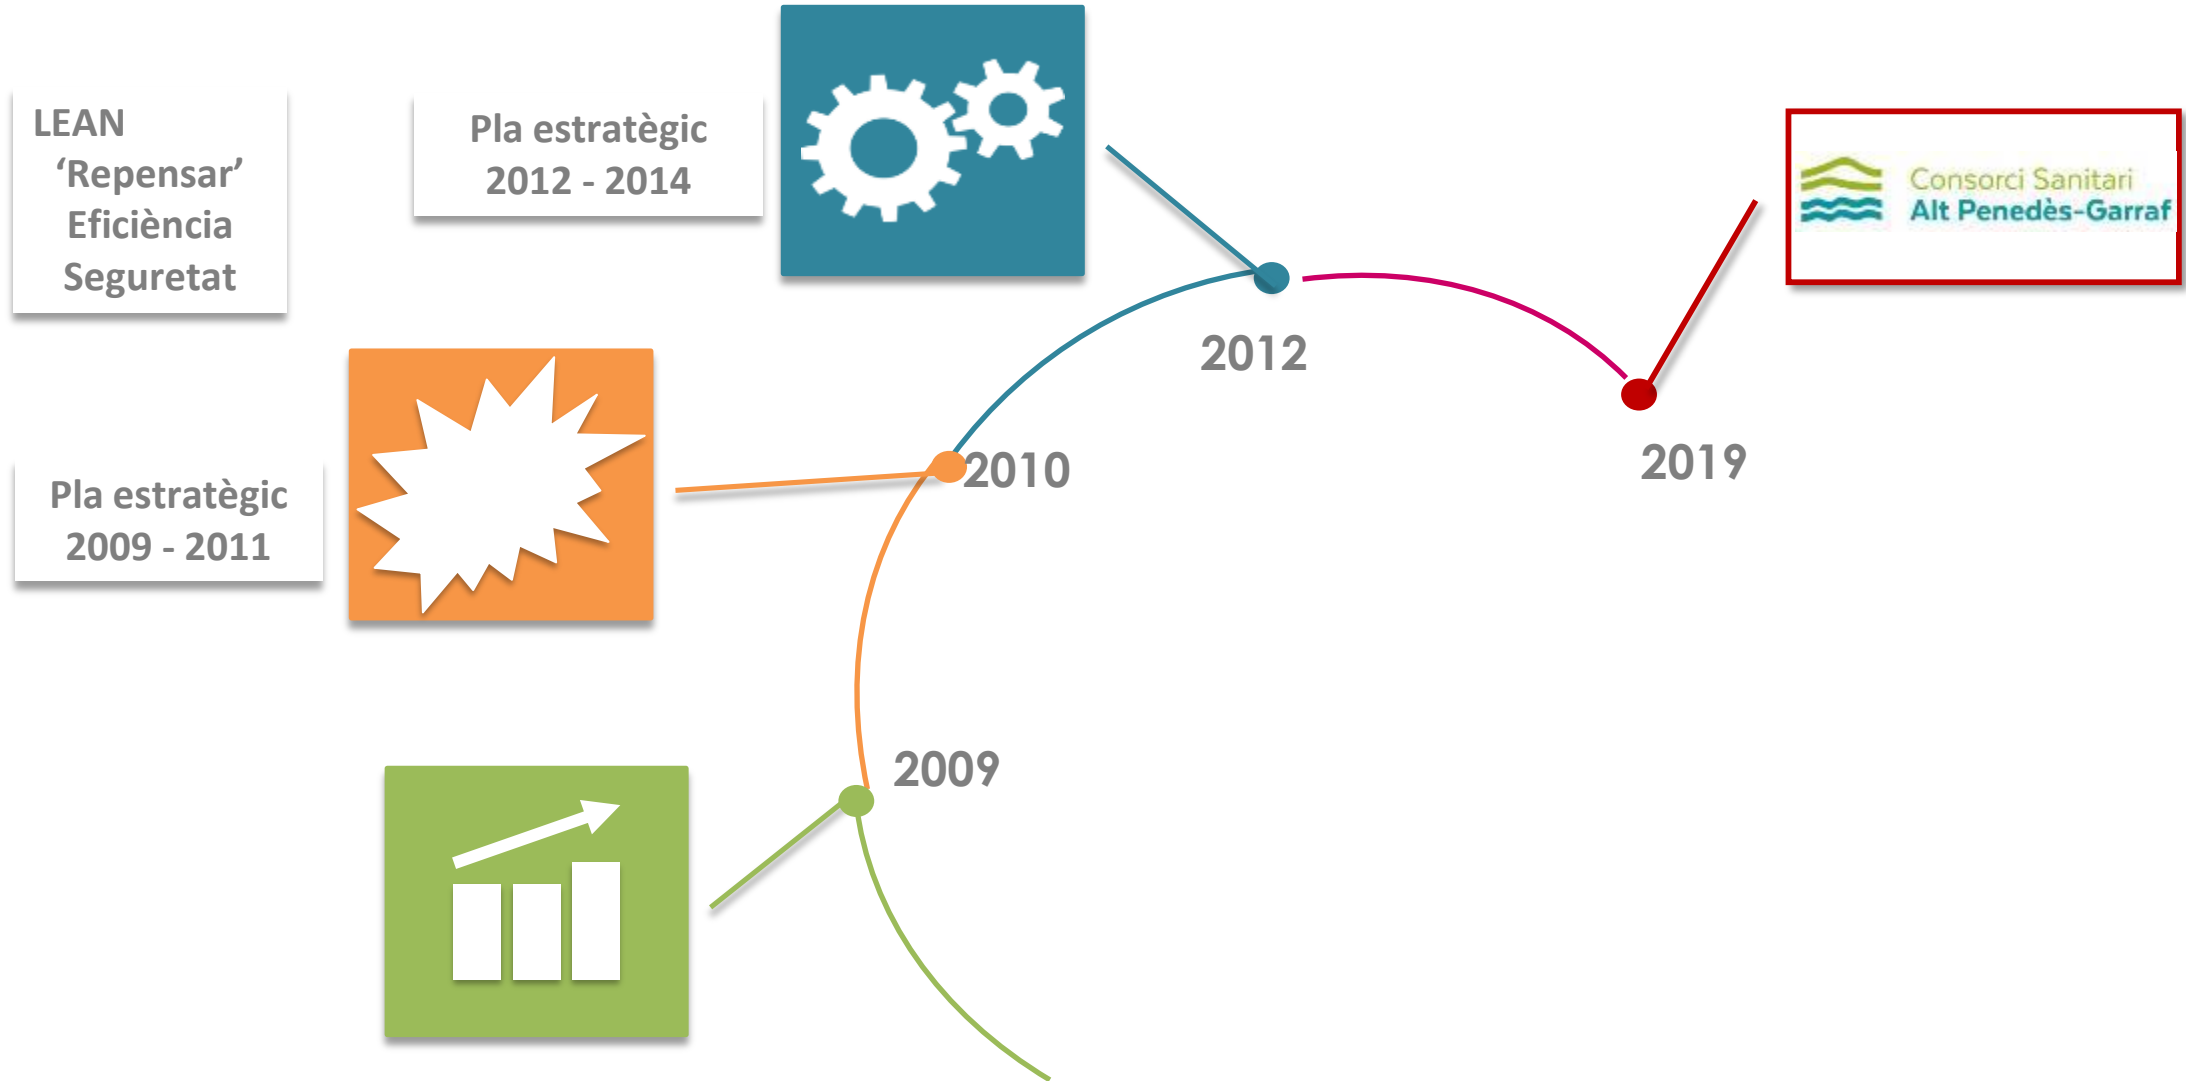 LEAN
‘Repensar’
Eficiència
Seguretat
Pla estratègic
2012 - 2014
Consorci Sanitari
Alt Penedès-Garraf
2012
2019
2010
Pla estratègic
2009 - 2011
2009